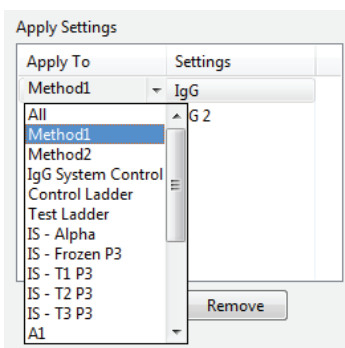 Apply Settings
Apply To Settings
Method1 IgG
All G 2
Method1
Method2
IgG System Control
Control Ladder
Test Ladder
IS - Alpha
IS - Frozen P3
IS - T1 P3
IS - T2 P3
IS - T3 P3
A1
Remove